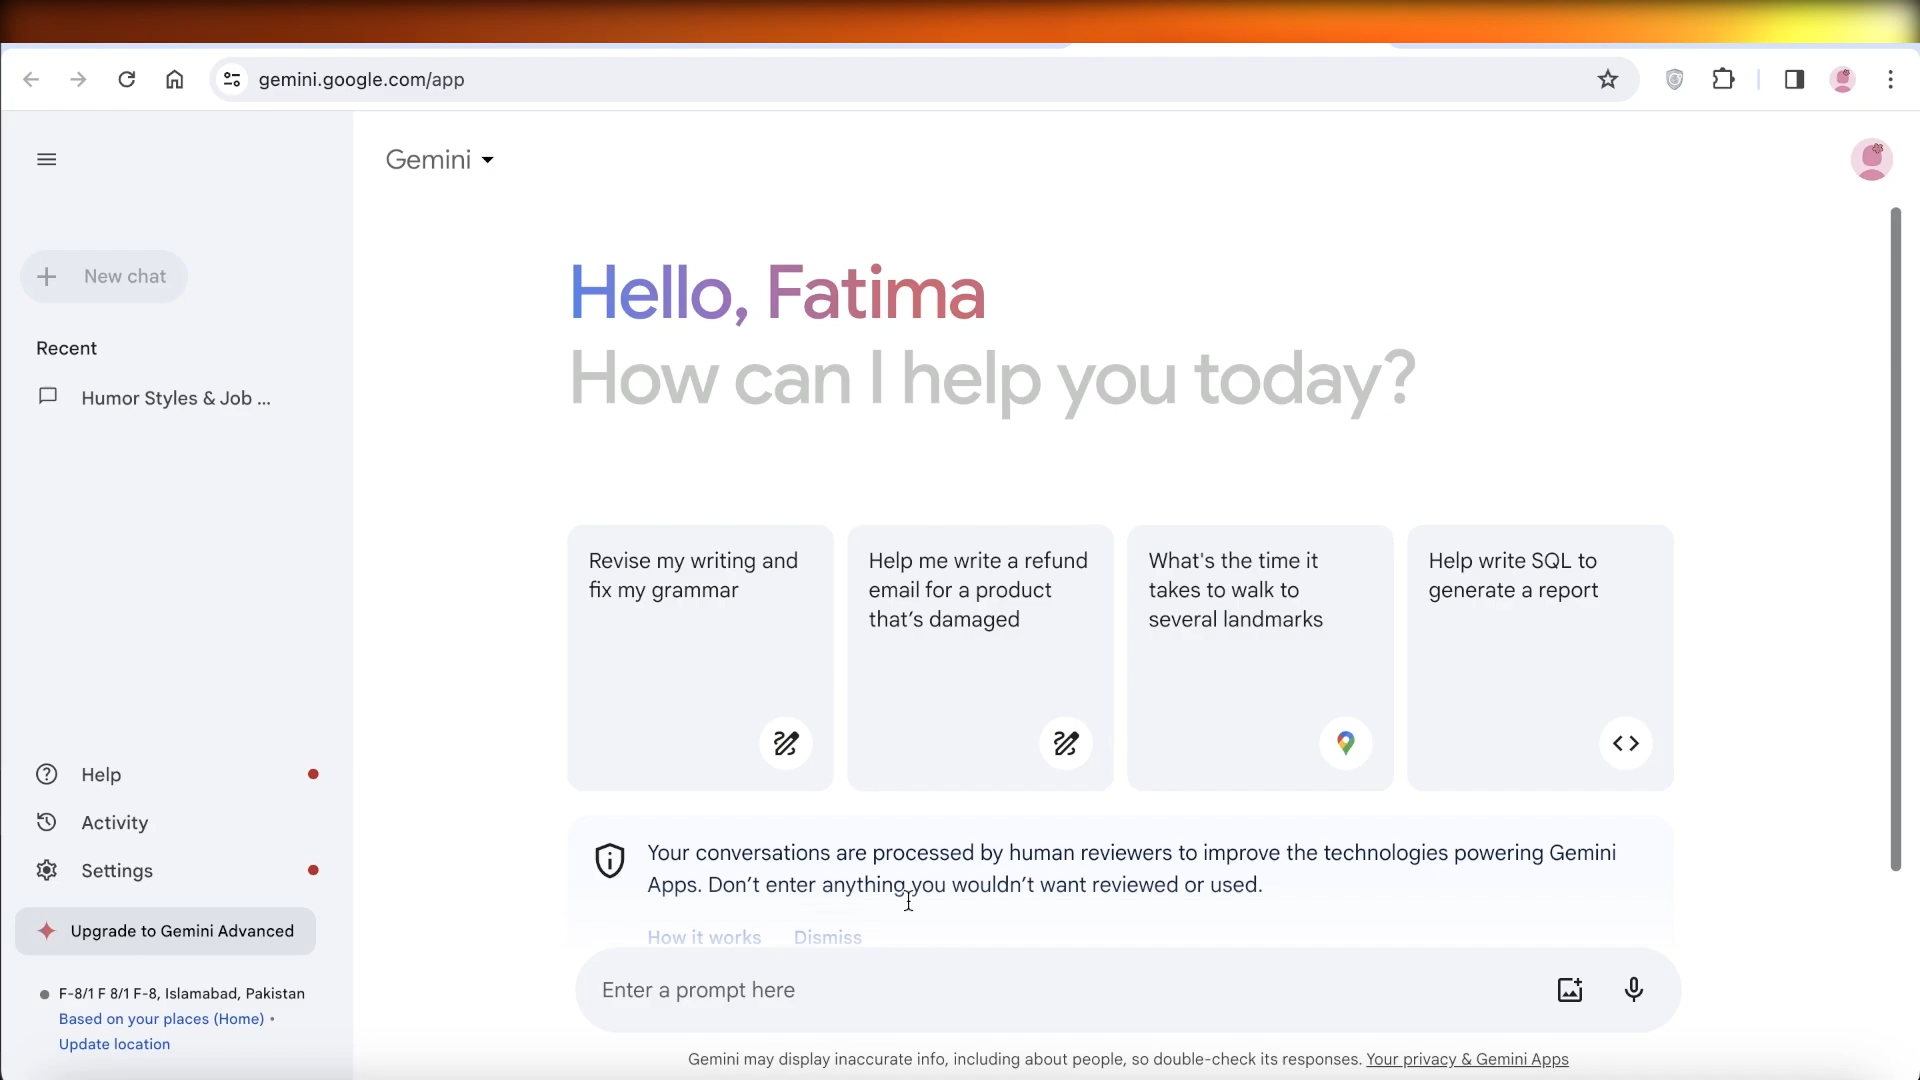 gemini.google.com/app
Gemini
New chat
Recent
Humor Styles & Job ...
Help
Activity
Settings
Upgrade to Gemini Advanced
F-8/1 F 8/1 F-8, Islamabad, Pakistan
Based on your places (Home) •
Update location
Hello, Fatima
How can I help you today?
Revise my writing and
fix my grammar
Help me write a refund
email for a product
that’s damaged
What's the time it
takes to walk to
several landmarks
Help write SQL to
generate a report
Your conversations are processed by human reviewers to improve the technologies powering Gemini
Apps. Don’t enter anything you wouldn’t want reviewed or used.
How it works Dismiss
Enter a prompt here
Gemini may display inaccurate info, including about people, so double-check its responses. Your privacy & Gemini Apps